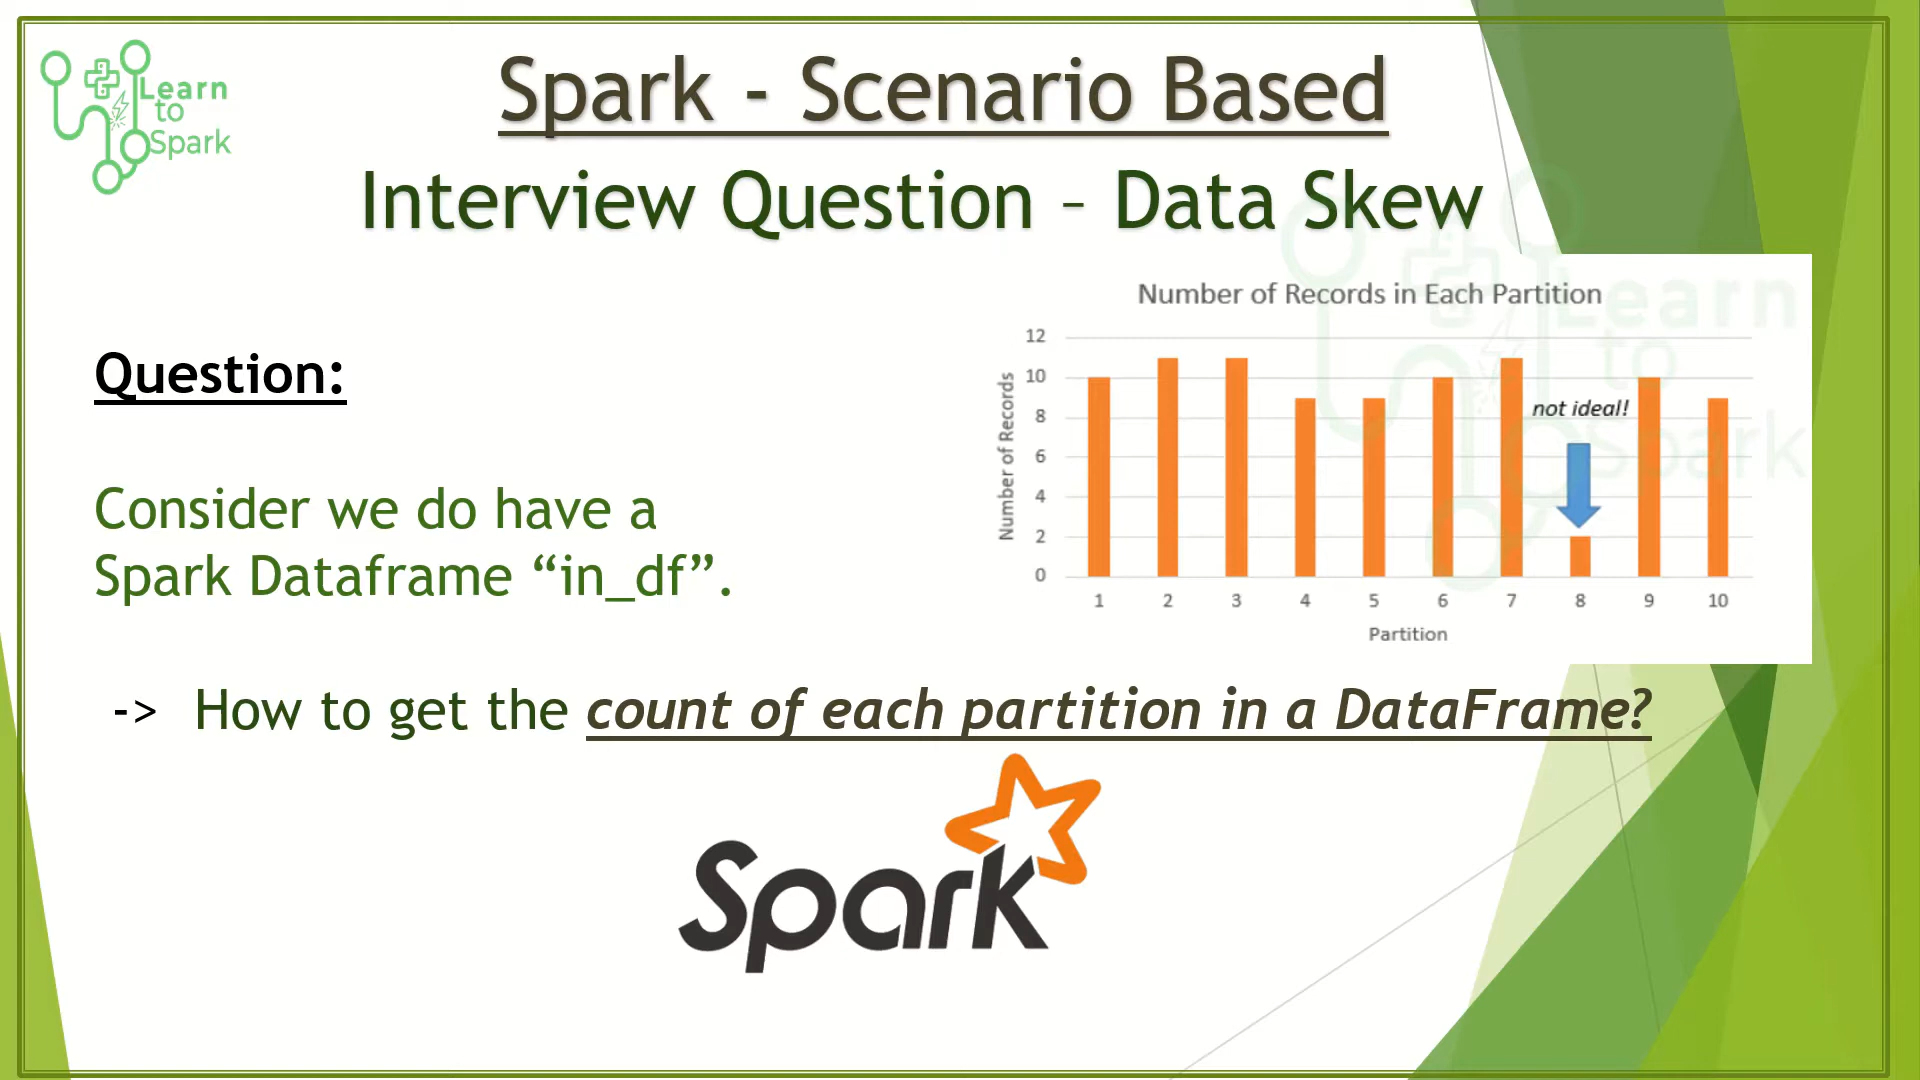 Learn
to
Spark
Spark - Scenario Based
Interview Question – Data Skew
Question:
Consider we do have a
Spark Dataframe “in_df”.
Number of Records in Each Partition
Number of Records
12
10
8
6
4
2
0
not ideal!
1 2 3 4 5 6 7 8 9 10
Partition
Learn
to
Spark
-> How to get the count of each partition in a DataFrame?
Spark